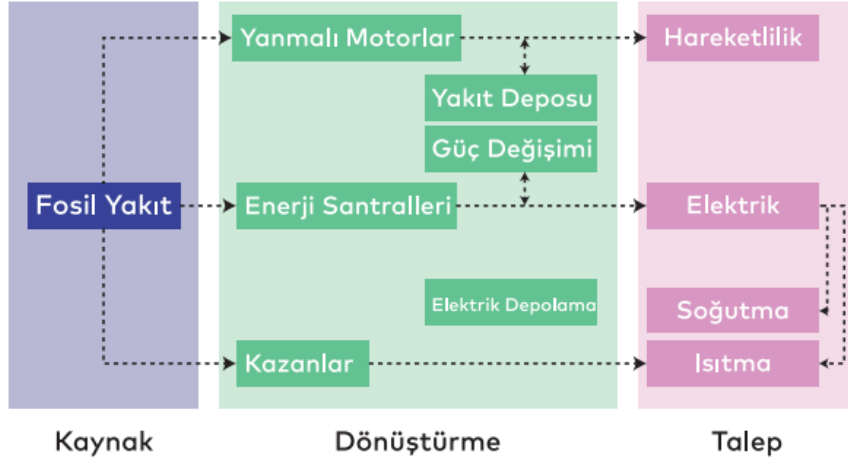 Yanmalı Motorlar
Hareketlilik
Yakıt Deposu
Güç Değişimi
Fosil Yakıt
Enerji Santralleri
Elektrik
Elektrik Depolama
Soğutma
Kazanlar
Isıtma
Kaynak
Dönüştürme
Talep